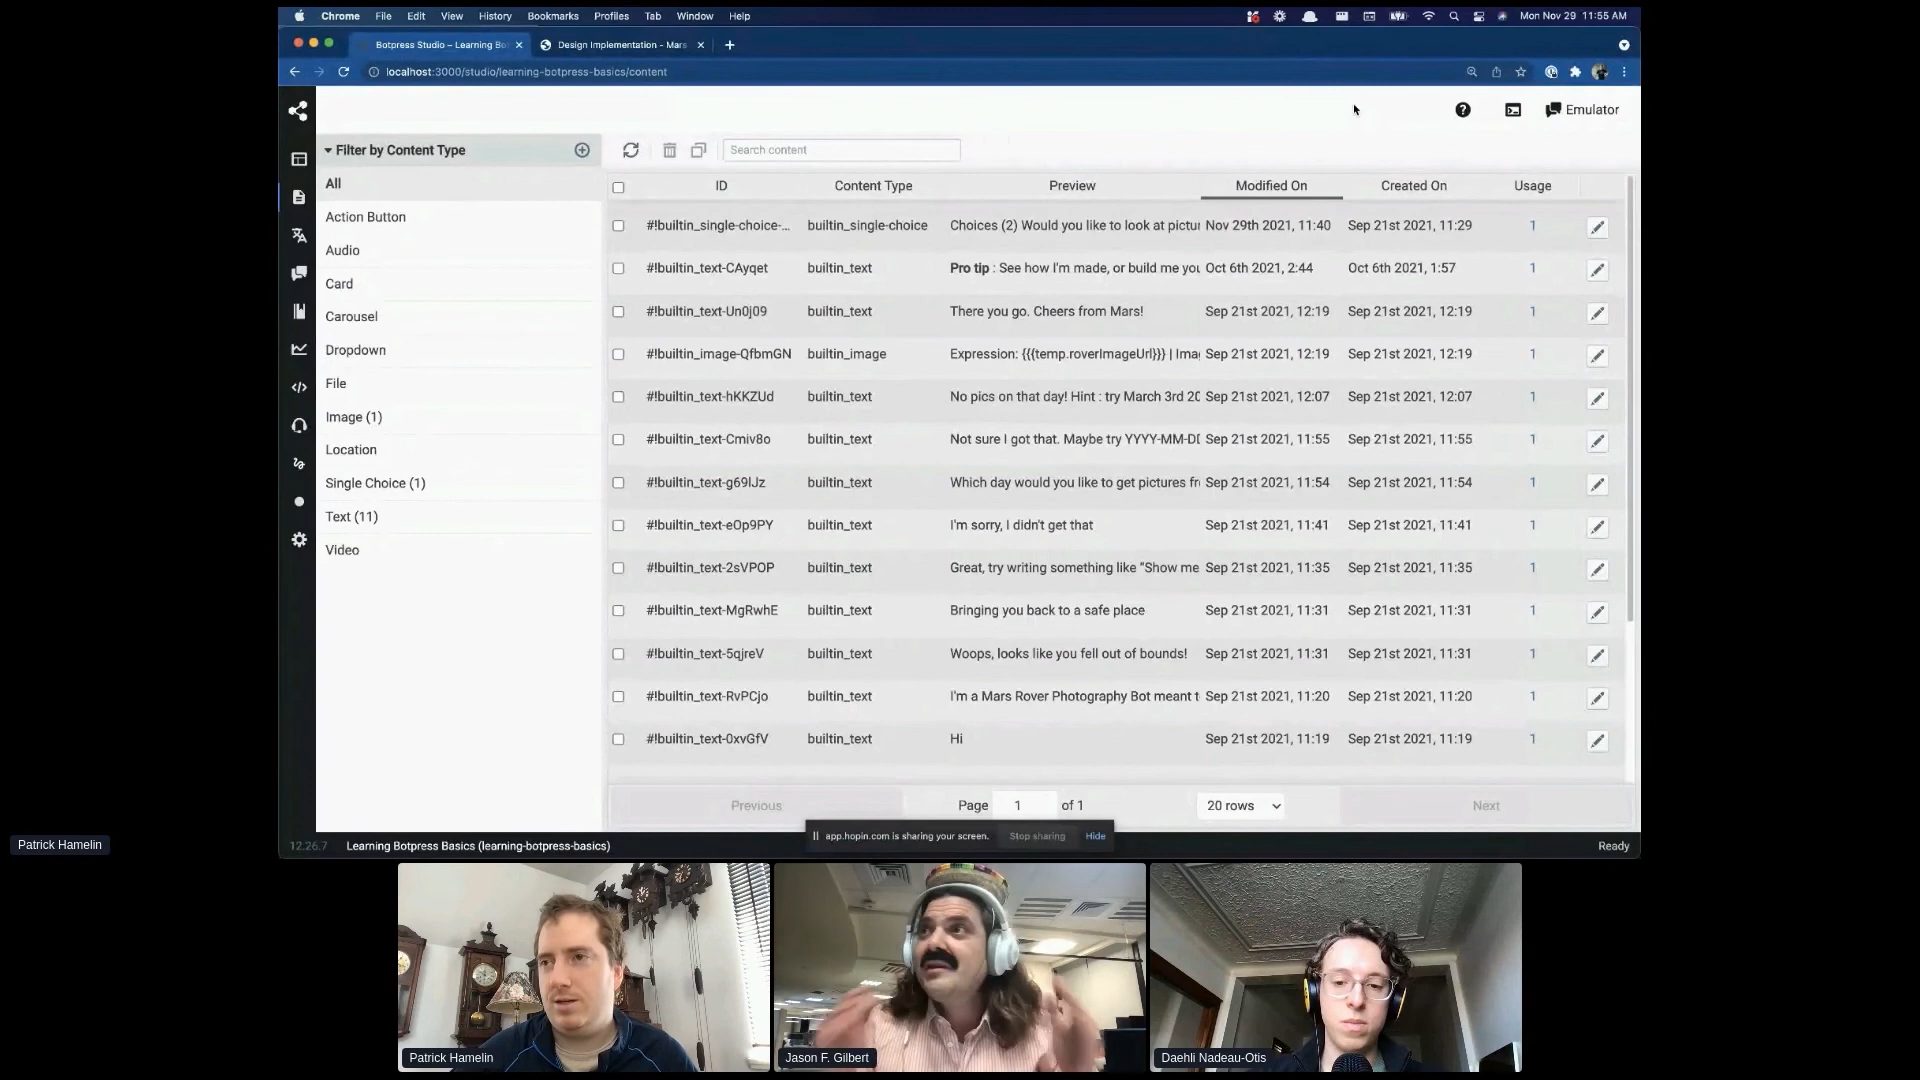 Chrome File Edit View History Bookmarks Profiles Tab Window Help Mon Nov 29 11:55 AM
Botpress Studio – Learning Bo Design Implementation - Mars
localhost:3000/studio/learning-botpress-basics/content
Emulator
Filter by Content Type
Search content
All
Action Button
Audio
Card
Carousel
Dropdown
File
Image (1)
Location
Single Choice (1)
Text (11)
Video
ID Content Type Preview Modified On Created On Usage
#!builtin_single-choice-... builtin_single-choice Choices (2) Would you like to look at pictur Nov 29th 2021, 11:40 Sep 21st 2021, 11:29 1
#!builtin_text-CAyqet builtin_text Pro tip : See how I'm made, or build me you Oct 6th 2021, 2:44 Oct 6th 2021, 1:57 1
#!builtin_text-Un0j09 builtin_text There you go. Cheers from Mars! Sep 21st 2021, 12:19 Sep 21st 2021, 12:19 1
#!builtin_image-QfbmGN builtin_image Expression: {{{temp.roverImageUrl}}} | Imag Sep 21st 2021, 12:19 Sep 21st 2021, 12:19 1
#!builtin_text-hKKZUd builtin_text No pics on that day! Hint : try March 3rd 20 Sep 21st 2021, 12:07 Sep 21st 2021, 12:07 1
#!builtin_text-Cmiv8o builtin_text Not sure I got that. Maybe try YYYY-MM-DD Sep 21st 2021, 11:55 Sep 21st 2021, 11:55 1
#!builtin_text-g69lJz builtin_text Which day would you like to get pictures fr Sep 21st 2021, 11:54 Sep 21st 2021, 11:54 1
#!builtin_text-eOp9PY builtin_text I'm sorry, I didn't get that Sep 21st 2021, 11:41 Sep 21st 2021, 11:41 1
#!builtin_text-2sVPOP builtin_text Great, try writing something like "Show me Sep 21st 2021, 11:35 Sep 21st 2021, 11:35 1
#!builtin_text-MgRwhE builtin_text Bringing you back to a safe place Sep 21st 2021, 11:31 Sep 21st 2021, 11:31 1
#!builtin_text-5qjreV builtin_text Woops, looks like you fell out of bounds! Sep 21st 2021, 11:31 Sep 21st 2021, 11:31 1
#!builtin_text-RvPCjo builtin_text I'm a Mars Rover Photography Bot meant t Sep 21st 2021, 11:20 Sep 21st 2021, 11:20 1
#!builtin_text-0xvGfV builtin_text Hi Sep 21st 2021, 11:19 Sep 21st 2021, 11:19 1
Previous Page 1 of 1 20 rows Next
app.hopin.com is sharing your screen. Stop sharing Hide
12.26.7 Learning Botpress Basics (learning-botpress-basics) Ready
Patrick Hamelin
Patrick Hamelin
Jason F. Gilbert
Daehli Nadeau-Otis